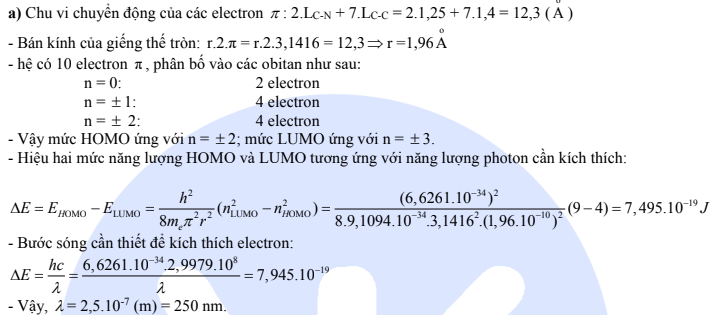 a) Chu vi chuyển động của các electron π : 2.L_C-N + 7.L_C-C = 2.1,25 + 7.1,4 = 12,3 ( Å )
- Bán kính của giếng thế tròn: r.2.π = r.2.3,1416 = 12,3 ⇒ r =1,96 Å
- hệ có 10 electron π , phân bố vào các obitan như sau:
n = 0: 2 electron
n = ± 1: 4 electron
n = ± 2: 4 electron
- Vậy mức HOMO ứng với n = ±2; mức LUMO ứng với n = ±3.
- Hiệu hai mức năng lượng HOMO và LUMO tương ứng với năng lượng photon cần kích thích:
ΔE = E_HOMO − E_LUMO = h²/(8m_eπ²r²) (n²_LUMO − n²_HOMO) = (6,6261.10⁻³⁴)²/(8.9,1094.10⁻³⁴.3,1416².(1,96.10⁻¹⁰)²) (9 − 4) = 7,495.10⁻¹⁹ J
- Bước sóng cần thiết để kích thích electron:
ΔE = hc/λ = 6,6261.10⁻³⁴.2,9979.10⁸/λ = 7,945.10⁻¹⁹
- Vậy, λ = 2,5.10⁻⁷ (m) = 250 nm.